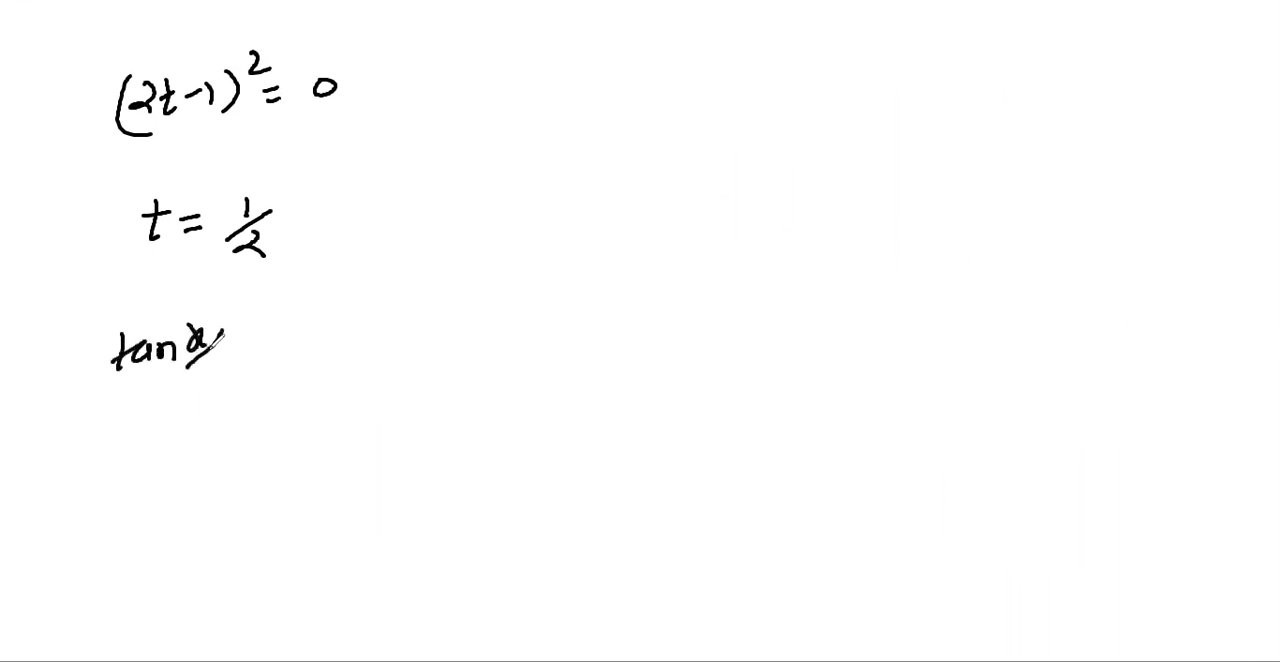 (2t-1)² = 0
t = 1/2
tan x/